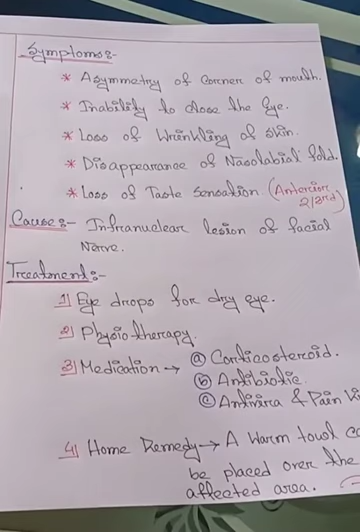 Symptoms:-
* Asymmetry of Corner of mouth.
* Inability to close the Eye.
* Loss of Wrinkling of skin.
* Disappearance of Nasolabial fold.
* Loss of Taste Sensation. (Anterior
2/3rd)
Cause:- Infranuclear lesion of facial
Nerve.
Treatment:-
1) Eye drops for dry eye.
2) Physiotherapy.
3) Medication → (a) Corticosteroid.
(b) Antibiotic.
(c) Antivira & Pain
4) Home Remedy → A Warm towl
be placed over the
affected area.